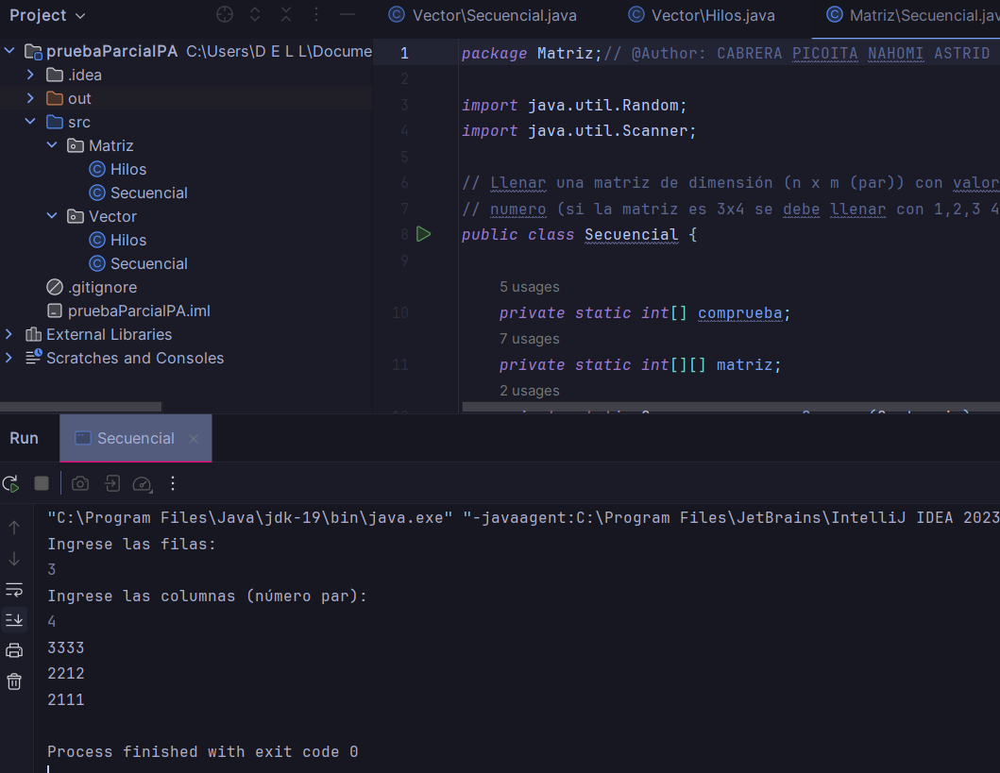 Project
Vector\Secuencial.java
Vector\Hilos.java
Matriz\Secuencial.jav
pruebaParcialPA C:\Users\D E L L\Docume
.idea
out
src
Matriz
Hilos
Secuencial
Vector
Hilos
Secuencial
.gitignore
pruebaParcialPA.iml
External Libraries
Scratches and Consoles
1 package Matriz;// @Author: CABRERA PICOITA NAHOMI ASTRID
2
3 import java.util.Random;
4 import java.util.Scanner;
5
6 // Llenar una matriz de dimensión (n x m (par)) con valor
7 // numero (si la matriz es 3x4 se debe llenar con 1,2,3 4
8 public class Secuencial {
9
5 usages
10 private static int[] comprueba;
7 usages
11 private static int[][] matriz;
2 usages
Run
Secuencial
"C:\Program Files\Java\jdk-19\bin\java.exe" "-javaagent:C:\Program Files\JetBrains\IntelliJ IDEA 2023
Ingrese las filas:
3
Ingrese las columnas (número par):
4
3333
2212
2111
Process finished with exit code 0